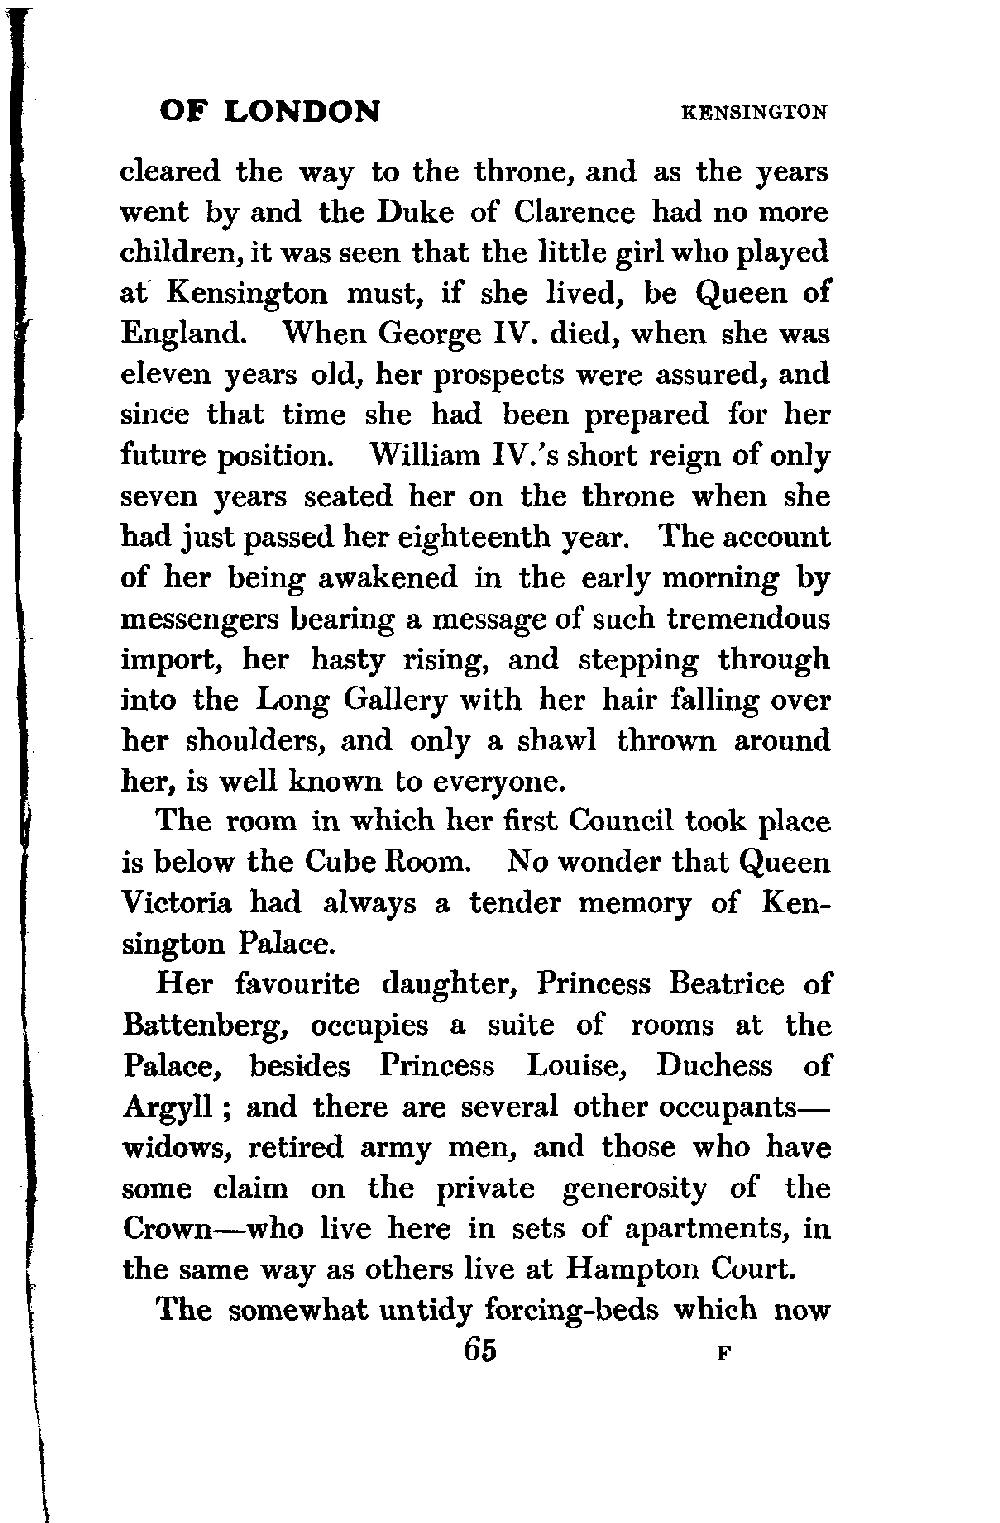 OF LONDON KENSINGTON
cleared the way to the throne, and as the years
went by and the Duke of Clarence had no more
children, it was seen that the little girl who played
at Kensington must, if she lived, be Queen of
England. When George IV. died, when she was
eleven years old, her prospects were assured, and
since that time she had been prepared for her
future position. William IV.'s short reign of only
seven years seated her on the throne when she
had just passed her eighteenth year. The account
of her being awakened in the early morning by
messengers bearing a message of such tremendous
import, her hasty rising, and stepping through
into the Long Gallery with her hair falling over
her shoulders, and only a shawl thrown around
her, is well known to everyone.
The room in which her first Council took place
is below the Cube Room. No wonder that Queen
Victoria had always a tender memory of Ken-
sington Palace.
Her favourite daughter, Princess Beatrice of
Battenberg, occupies a suite of rooms at the
Palace, besides Princess Louise, Duchess of
Argyll ; and there are several other occupants—
widows, retired army men, and those who have
some claim on the private generosity of the
Crown—who live here in sets of apartments, in
the same way as others live at Hampton Court.
The somewhat untidy forcing-beds which now
65 F